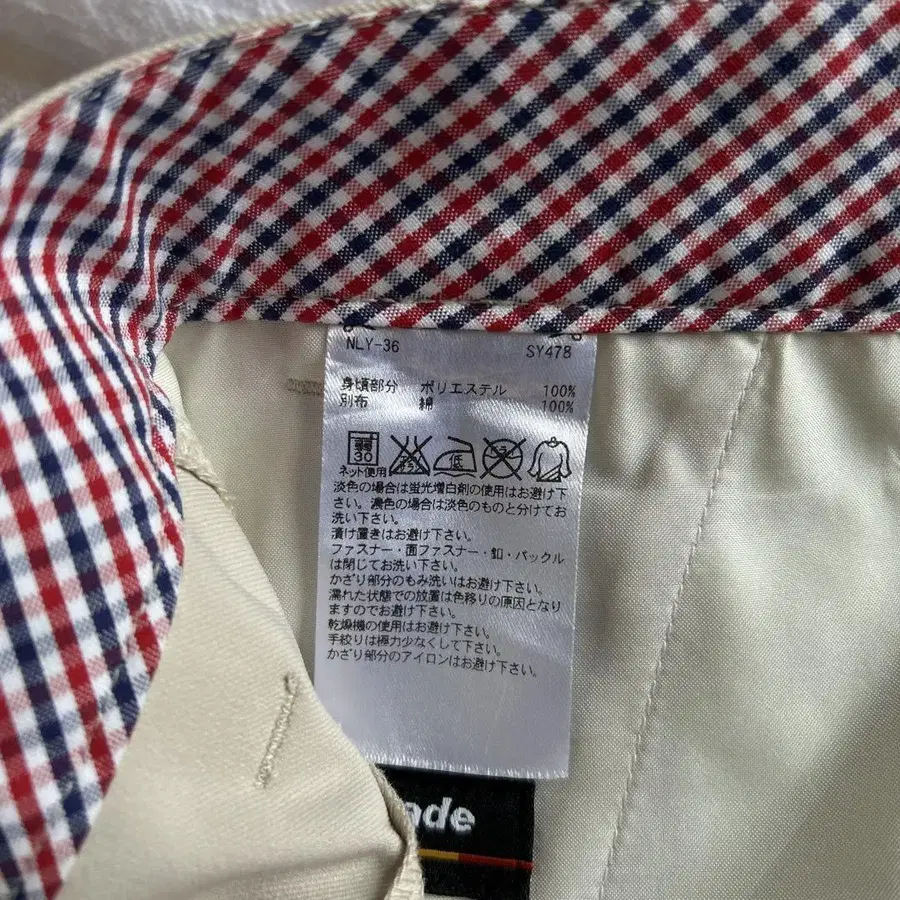 NLY-36 SY478
身頃部分 ポリエステル 100%
別布 綿 100%
弱
30
低
ネット使用
淡色の場合は蛍光増白剤の使用はお避け下
さい。濃色の場合は淡色のものと分けてお
洗い下さい。
漬け置きはお避け下さい。
ファスナー・面ファスナー・釦・バックル
は閉じてお洗い下さい。
かざり部分のもみ洗いはお避け下さい。
濡れた状態での放置は色移りの原因となり
ますのでお避け下さい。
乾燥機の使用はお避け下さい。
手絞りは極力少なくして下さい。
かざり部分のアイロンはお避け下さい。
ade